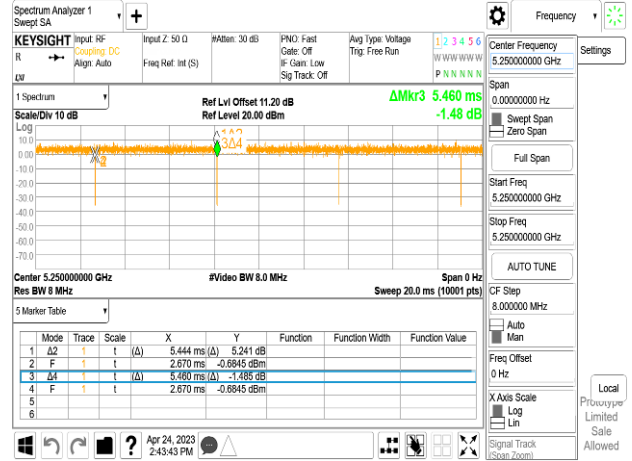 Spectrum Analyzer 1
Swept SA
Frequency
KEYSIGHT Input: RF Input Z: 50 Ω #Atten: 30 dB PNO: Fast Avg Type: Voltage 1 2 3 4 5 6
Coupling: DC Gate: Off Trig: Free Run
R Align: Auto Freq Ref: Int (S) IF Gain: Low W W W W W W
Sig Track: Off P N N N N N
Center Frequency
5.250000000 GHz
Settings
Span
0.00000000 Hz
Swept Span
Zero Span
Full Span
Start Freq
5.250000000 GHz
Stop Freq
5.250000000 GHz
AUTO TUNE
CF Step
8.000000 MHz
Auto
Man
Freq Offset
0 Hz
X Axis Scale
Log
Lin
Signal Track
(Span Zoom)
Local
Prototype
Limited
Sale
Allowed
1 Spectrum
Ref Lvl Offset 11.20 dB
ΔMkr3 5.460 ms
Scale/Div 10 dB
Ref Level 20.00 dBm
-1.48 dB
Log
10.0
0.00
-10.0
-20.0
-30.0
-40.0
-50.0
-60.0
-70.0
3Δ4
Center 5.250000000 GHz #Video BW 8.0 MHz Span 0 Hz
Res BW 8 MHz Sweep 20.0 ms (10001 pts)
5 Marker Table
Mode Trace Scale X Y Function Function Width Function Value
1 Δ2 1 t (Δ) 5.444 ms (Δ) 5.241 dB
2 F 1 t 2.670 ms -0.6845 dBm
3 Δ4 1 t (Δ) 5.460 ms (Δ) -1.485 dB
4 F 1 t 2.670 ms -0.6845 dBm
5
6
?
Apr 24, 2023
2:43:43 PM